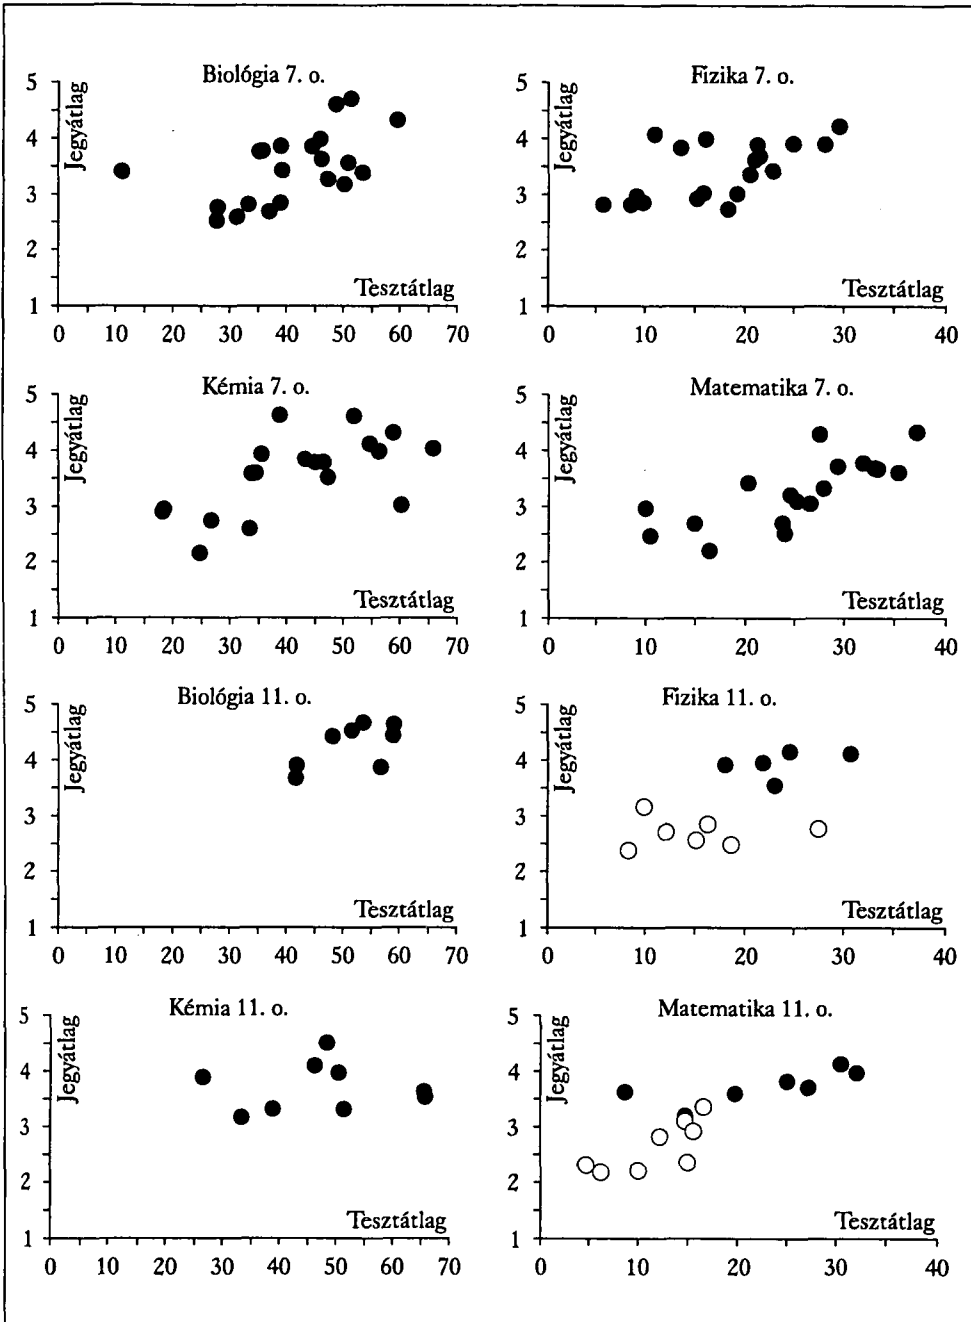 Biológia 7. o.
Jegyátlag
5
4
3
2
1
Tesztátlag
0 10 20 30 40 50 60 70
Fizika 7. o.
Jegyátlag
5
4
3
2
1
Tesztátlag
0 10 20 30 40
Kémia 7. o.
Jegyátlag
5
4
3
2
1
Tesztátlag
0 10 20 30 40 50 60 70
Matematika 7. o.
Jegyátlag
5
4
3
2
1
Tesztátlag
0 10 20 30 40
Biológia 11. o.
Jegyátlag
5
4
3
2
1
Tesztátlag
0 10 20 30 40 50 60 70
Fizika 11. o.
Jegyátlag
5
4
3
2
1
Tesztátlag
0 10 20 30 40
Kémia 11. o.
Jegyátlag
5
4
3
2
1
Tesztátlag
0 10 20 30 40 50 60 70
Matematika 11. o.
Jegyátlag
5
4
3
2
1
Tesztátlag
0 10 20 30 40